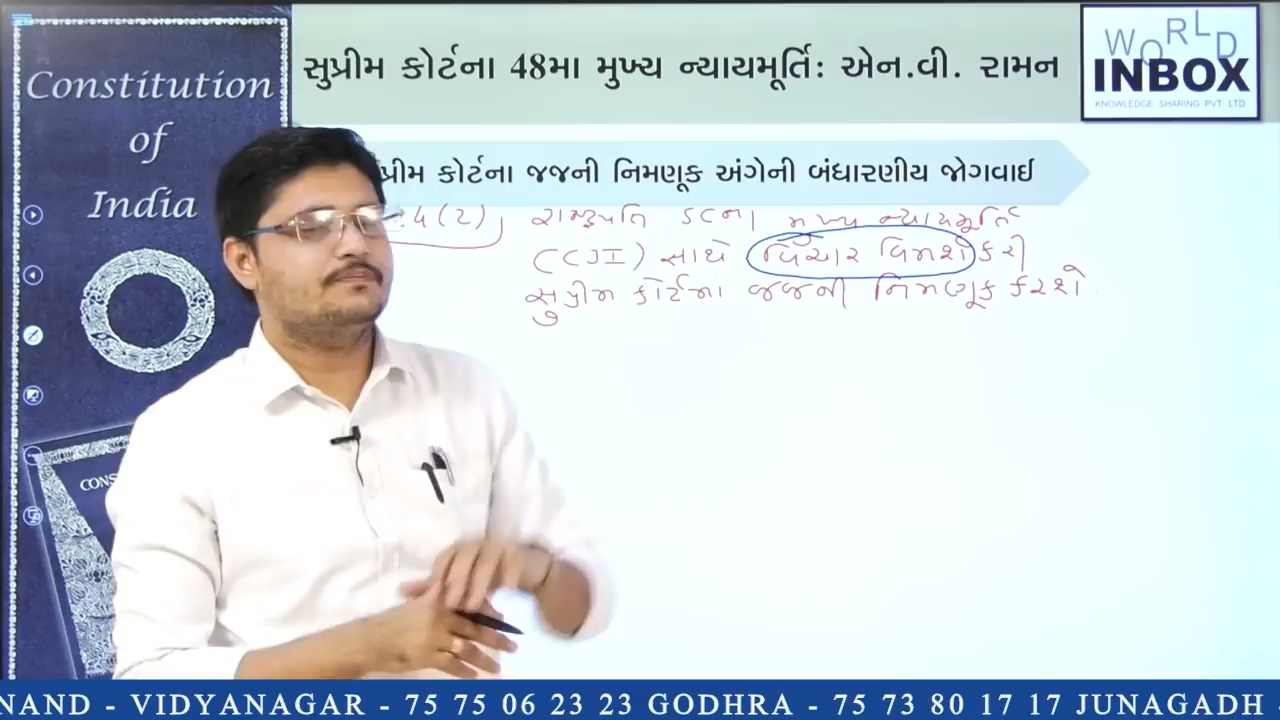 Constitution
of
India
સુપ્રીમ કોર્ટના 48મા મુખ્ય ન્યાયમૂર્તિઃ એન.વી. રામન
WORLD
INBOX
KNOWLEDGE SHARING PVT LTD
પ્રીમ કોર્ટના જજની નિમણૂક અંગેની બંધારણીય જોગવાઈ
રાષ્ટ્રપતિ SCના મુખ્ય ન્યાયમૂર્તિ
(CJI) સાથે વિચાર વિમર્શ કરી
સુપ્રીમ કોર્ટમાં જજની નિમણૂક કરશે
CONS
NAND - VIDYANAGAR - 75 75 06 23 23 GODHRA - 75 73 80 17 17 JUNAGADH